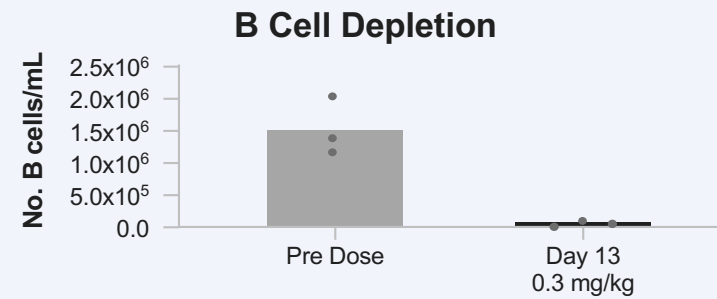 B Cell Depletion
No. B cells/mL
2.5x10⁶
2.0x10⁶
1.5x10⁶
1.0x10⁶
5.0x10⁵
0.0
Pre Dose
Day 13
0.3 mg/kg